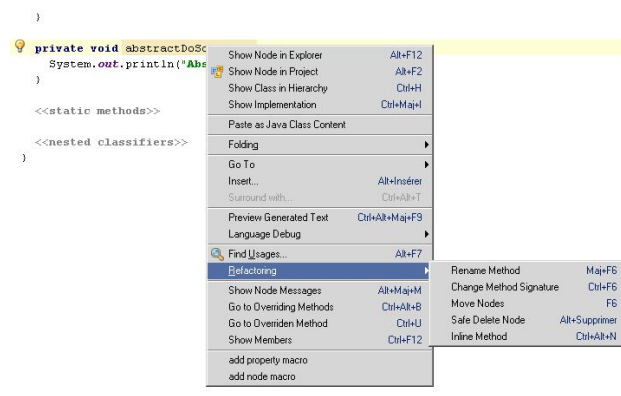 }
private void abstractDoSo
System.out.println("Abs
}
<<static methods>>
<<nested classifiers>>
}
Show Node in Explorer Alt+F12
Show Node in Project Alt+F2
Show Class in Hierarchy Ctrl+H
Show Implementation Ctrl+Maj+I
Paste as Java Class Content
Folding
Go To
Insert... Alt+Insérer
Surround with... Ctrl+Alt+T
Preview Generated Text Ctrl+Alt+Maj+F9
Language Debug
Find Usages... Alt+F7
Refactoring
Show Node Messages Alt+Maj+M
Go to Overriding Methods Ctrl+Alt+B
Go to Overriden Method Ctrl+U
Show Members Ctrl+F12
add property macro
add node macro
Rename Method Maj+F6
Change Method Signature Ctrl+F6
Move Nodes F6
Safe Delete Node Alt+Supprimer
Inline Method Ctrl+Alt+N